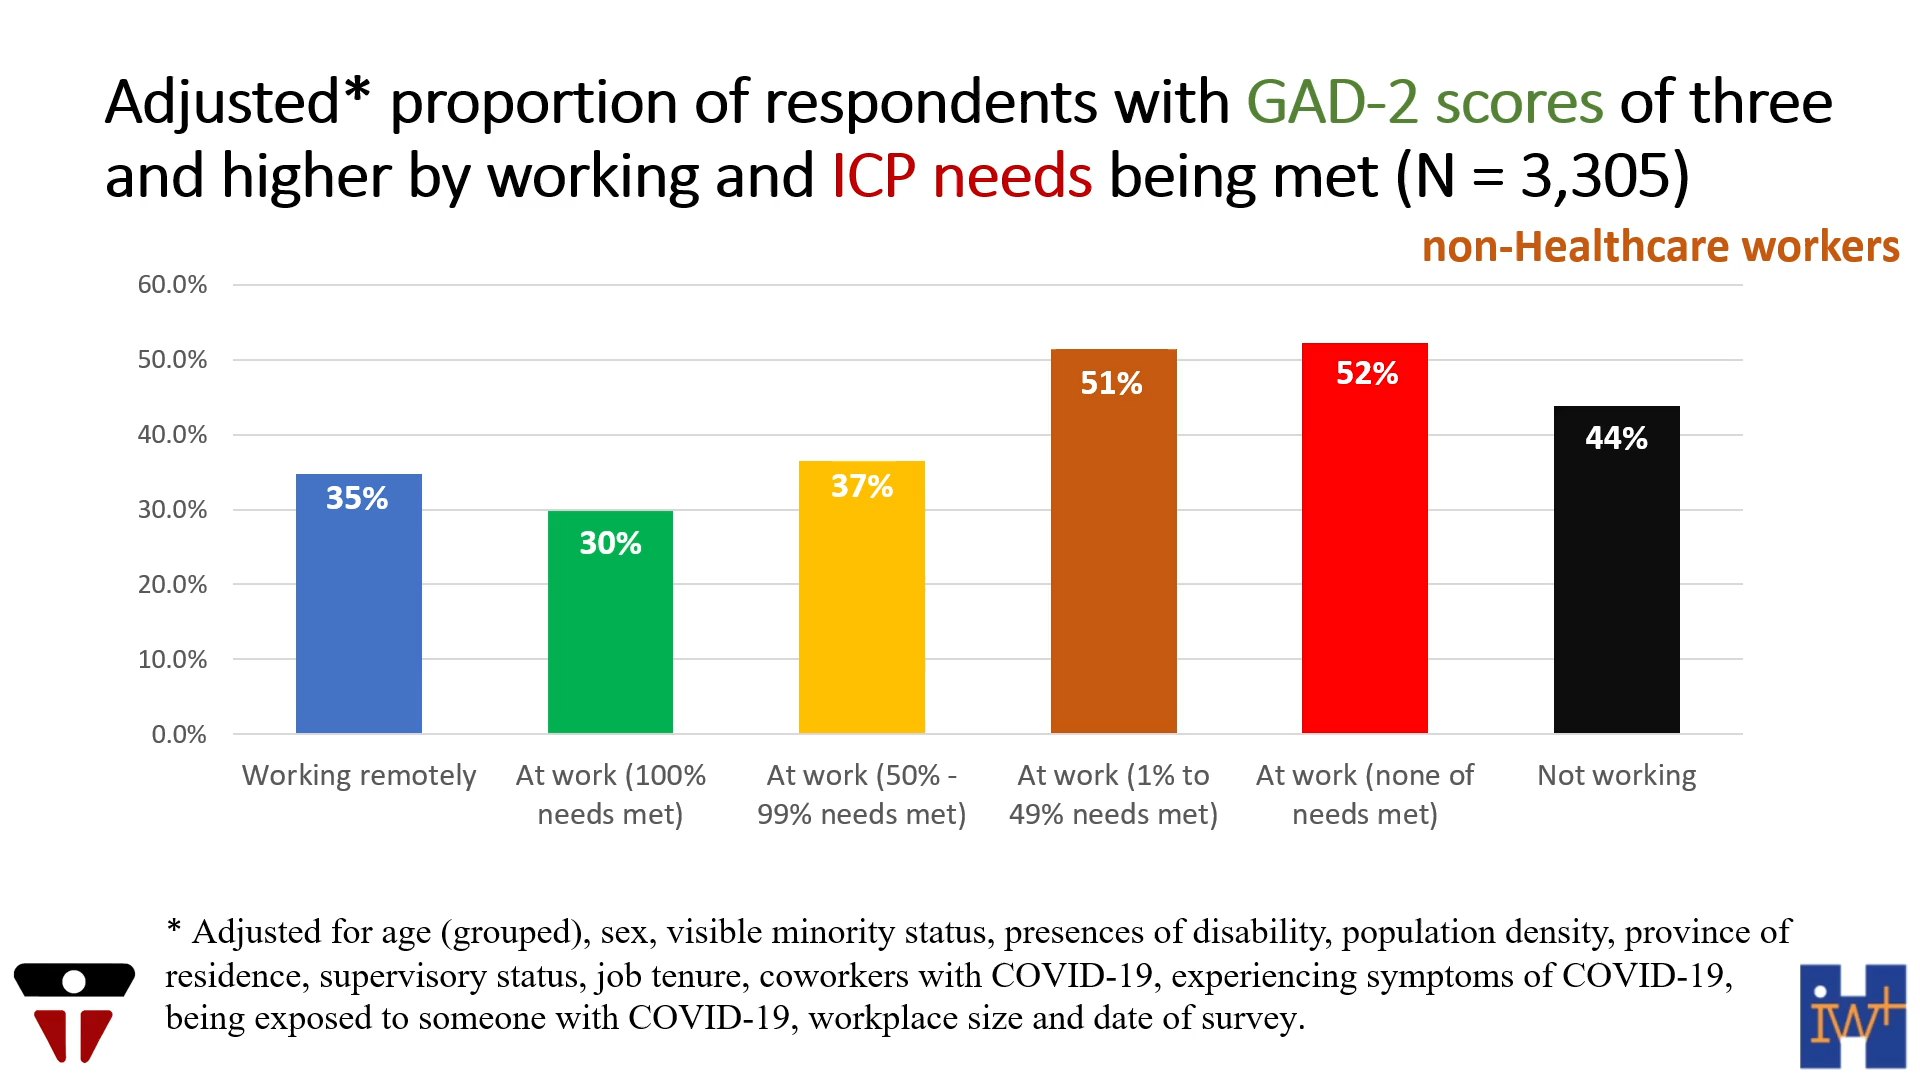 Adjusted* proportion of respondents with GAD-2 scores of three
and higher by working and ICP needs being met (N = 3,305)
non-Healthcare workers
60.0%
50.0%
40.0%
30.0%
20.0%
10.0%
0.0%
35%
30%
37%
51%
52%
44%
Working remotely
At work (100%
needs met)
At work (50% -
99% needs met)
At work (1% to
49% needs met)
At work (none of
needs met)
Not working
* Adjusted for age (grouped), sex, visible minority status, presences of disability, population density, province of
residence, supervisory status, job tenure, coworkers with COVID-19, experiencing symptoms of COVID-19,
being exposed to someone with COVID-19, workplace size and date of survey.
iw+